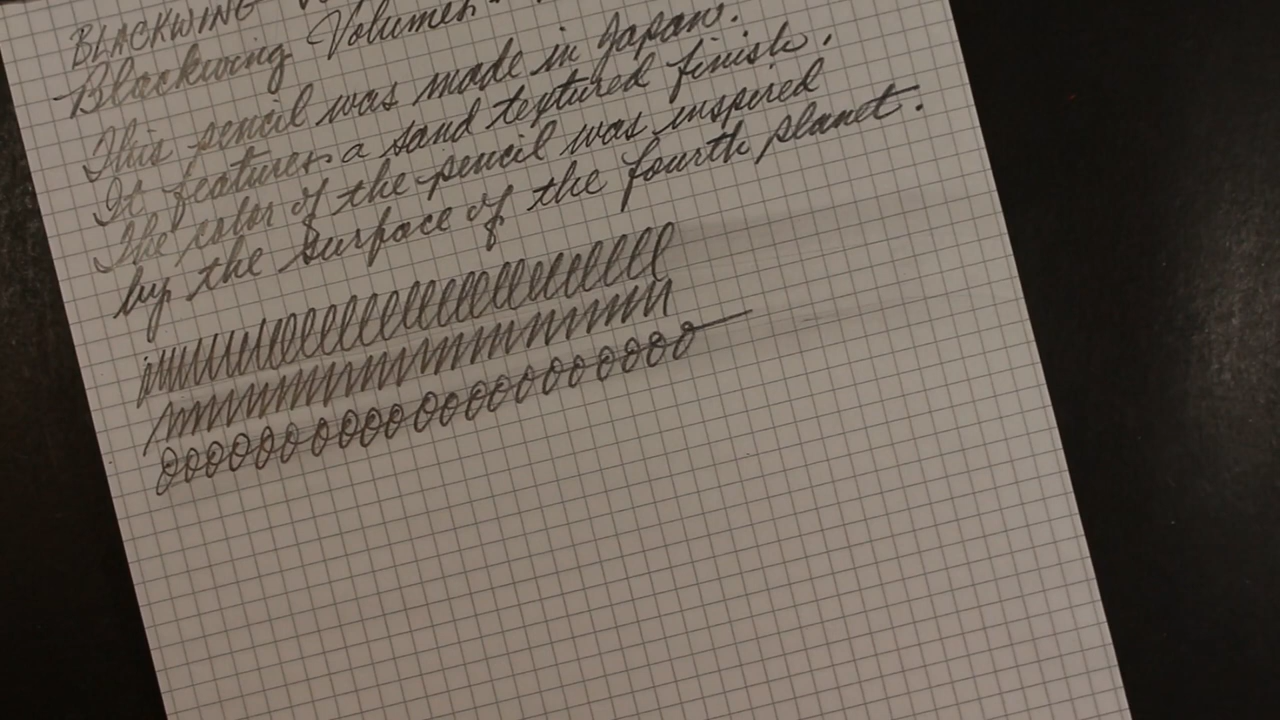 BLACKWING
Blackwing Volumes
This pencil was made in Japan.
It features a sand textured finish.
The color of the pencil was inspired
by the surface of the fourth planet.